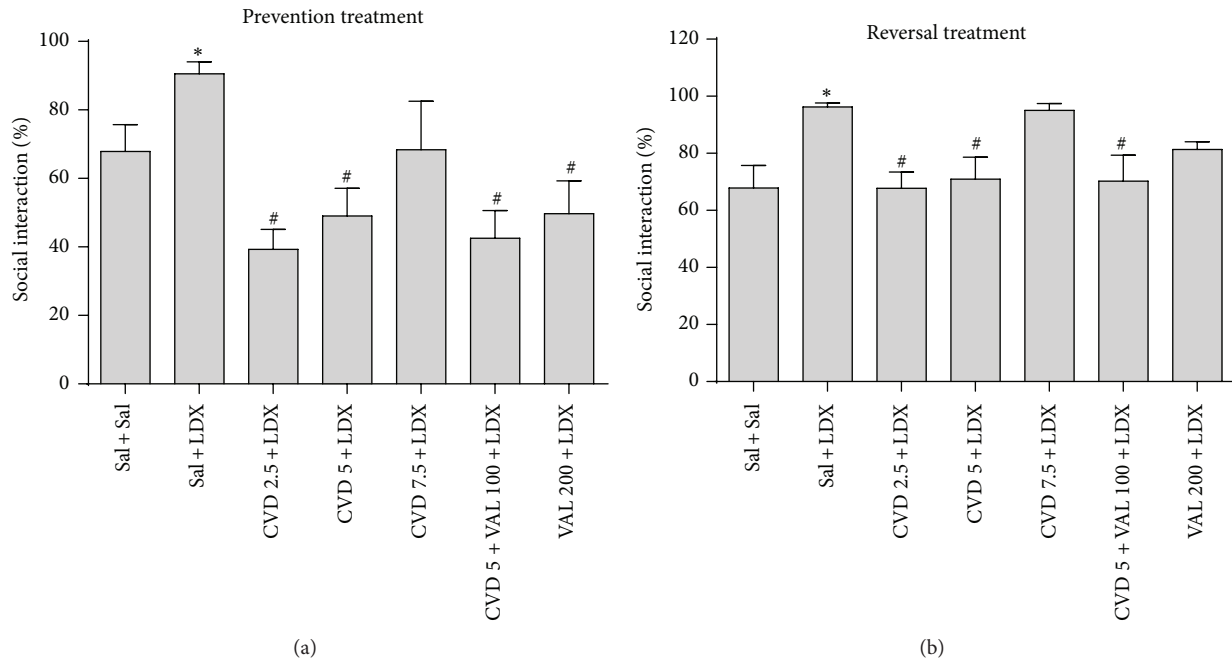 Prevention treatment
100
80
60
40
20
0
Social interaction (%)
*
#
#
#
#
Sal + Sal
Sal + LDX
CVD 2.5 + LDX
CVD 5 + LDX
CVD 7.5 + LDX
CVD 5 + VAL 100 + LDX
VAL 200 + LDX
(a)
Reversal treatment
120
100
80
60
40
20
0
Social interaction (%)
*
#
#
#
Sal + Sal
Sal + LDX
CVD 2.5 + LDX
CVD 5 + LDX
CVD 7.5 + LDX
CVD 5 + VAL 100 + LDX
VAL 200 + LDX
(b)